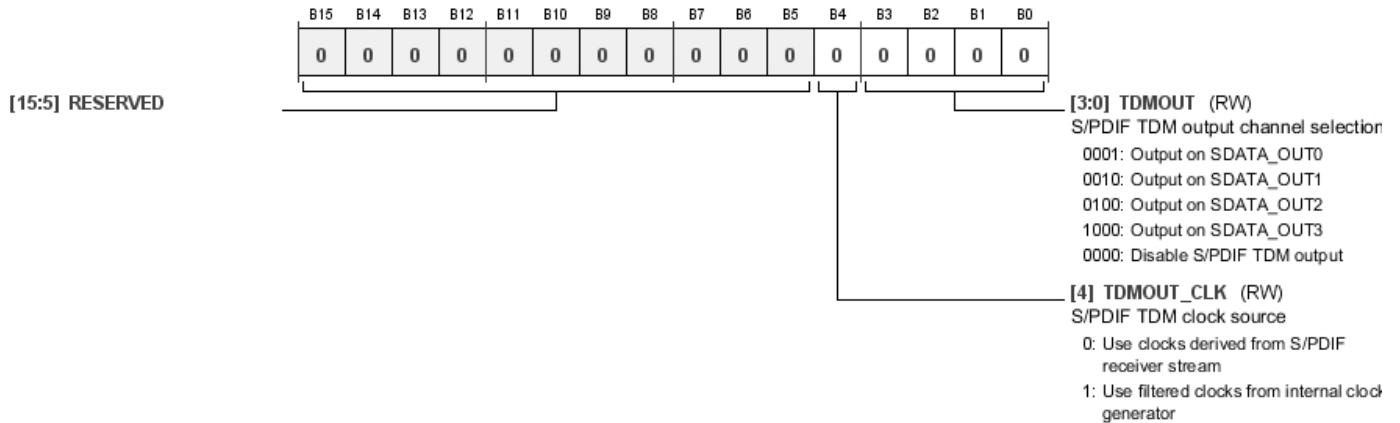 B15 B14 B13 B12 B11 B10 B9 B8 B7 B6 B5 B4 B3 B2 B1 B0
0 0 0 0 0 0 0 0 0 0 0 0 0 0 0 0
[15:5] RESERVED
[3:0] TDMOUT (RW)
S/PDIF TDM output channel selection
0001: Output on SDATA_OUT0
0010: Output on SDATA_OUT1
0100: Output on SDATA_OUT2
1000: Output on SDATA_OUT3
0000: Disable S/PDIF TDM output
[4] TDMOUT_CLK (RW)
S/PDIF TDM clock source
0: Use clocks derived from S/PDIF
receiver stream
1: Use filtered clocks from internal clock
generator